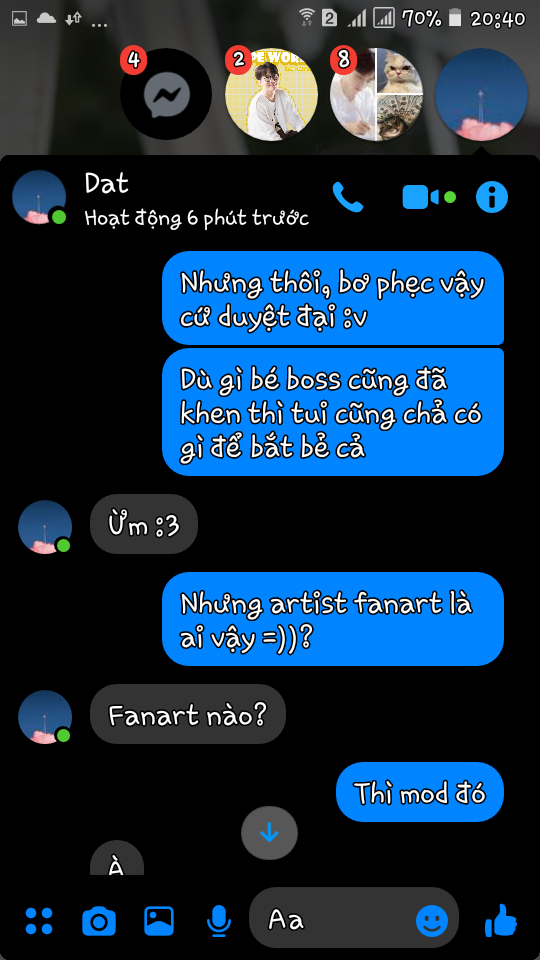 70% 20:40
4
2
PE WOR
8
Dat
Hoạt động 6 phút trước
Nhưng thôi, bơ phẹc vậy
cứ duyệt đại :v
Dù gì bé boss cũng đã
khen thì tui cũng chả có
gì để bắt bẻ cả
Ừm :3
Nhưng artist fanart là
ai vậy =))?
Fanart nào?
Thì mod đó
À
Aa